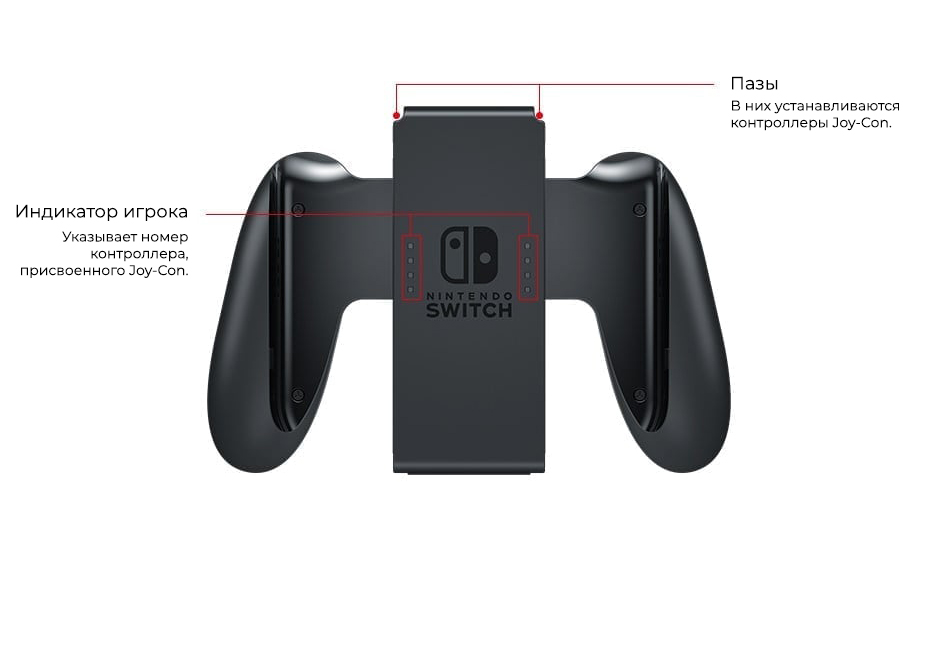 Пазы
В них устанавливаются
контроллеры Joy-Con.
Индикатор игрока
Указывает номер
контроллера,
присвоенного Joy-Con.
NINTENDO
SWITCH